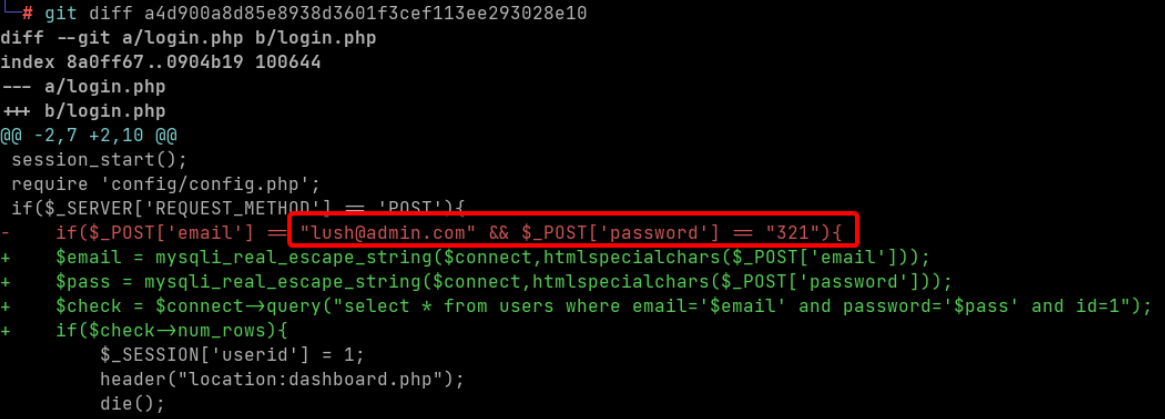 └─# git diff a4d900a8d85e8938d3601f3cef113ee293028e10
diff --git a/login.php b/login.php
index 8a0ff67..0904b19 100644
--- a/login.php
+++ b/login.php
@@ -2,7 +2,10 @@
 session_start();
 require 'config/config.php';
 if($_SERVER['REQUEST_METHOD'] == 'POST'){
-    if($_POST['email'] == "lush@admin.com" && $_POST['password'] == "321"){
+    $email = mysqli_real_escape_string($connect,htmlspecialchars($_POST['email']));
+    $pass = mysqli_real_escape_string($connect,htmlspecialchars($_POST['password']));
+    $check = $connect->query("select * from users where email='$email' and password='$pass' and id=1");
+    if($check->num_rows){
         $_SESSION['userid'] = 1;
         header("location:dashboard.php");
         die();